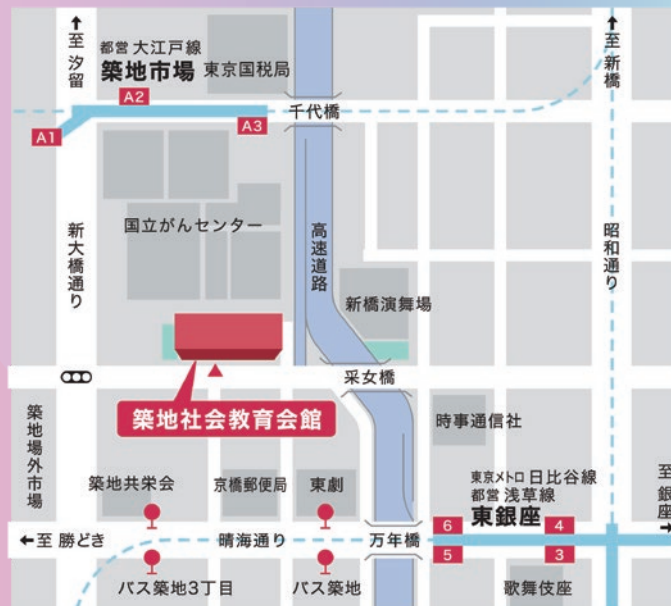 ↑至 汐留
都営 大江戸線
築地市場
東京国税局
↑至 新橋
A1
A2
A3
千代橋
新大橋通り
国立がんセンター
高速道路
新橋演舞場
昭和通り
采女橋
築地社会教育会館
築地場外市場
時事通信社
築地共栄会
京橋郵便局
東劇
東京メトロ 日比谷線
都営 浅草線
東銀座
至 銀座→
←至 勝どき
晴海通り
万年橋
6
4
5
3
バス築地3丁目
バス築地
歌舞伎座